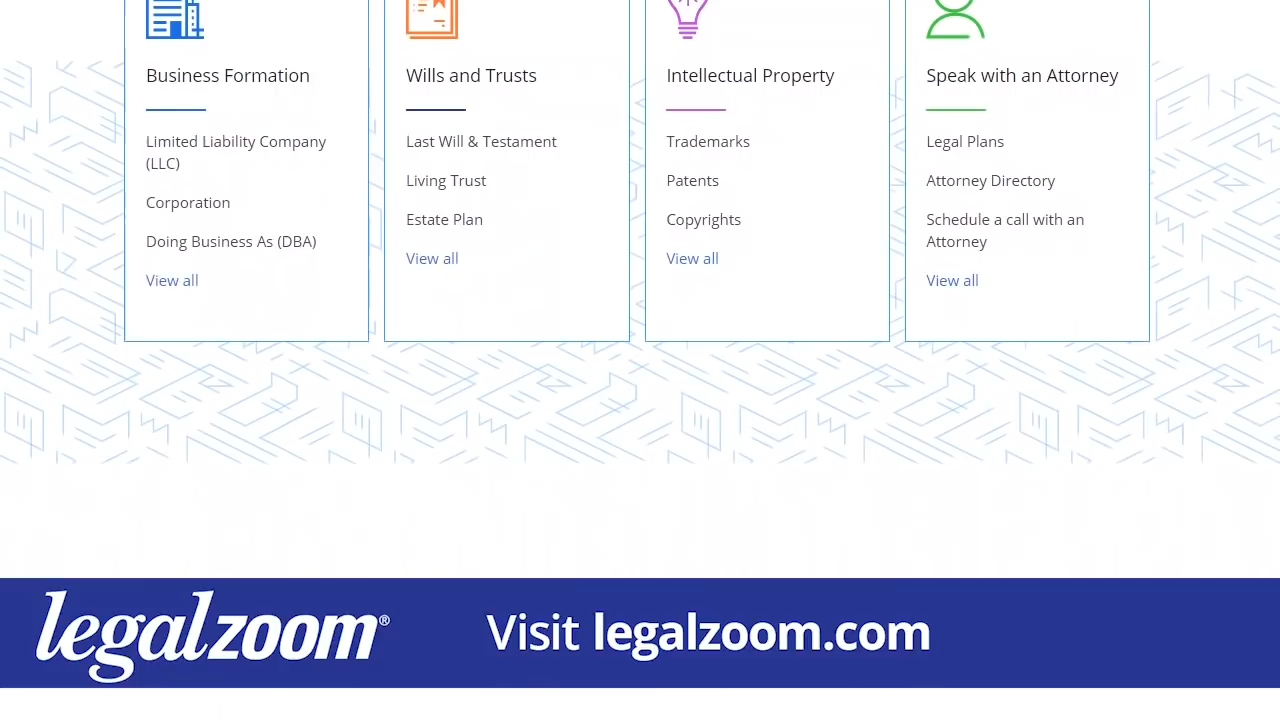 Business Formation
Limited Liability Company
(LLC)
Corporation
Doing Business As (DBA)
View all
Wills and Trusts
Last Will & Testament
Living Trust
Estate Plan
View all
Intellectual Property
Trademarks
Patents
Copyrights
View all
Speak with an Attorney
Legal Plans
Attorney Directory
Schedule a call with an
Attorney
View all
legalzoom®
Visit legalzoom.com